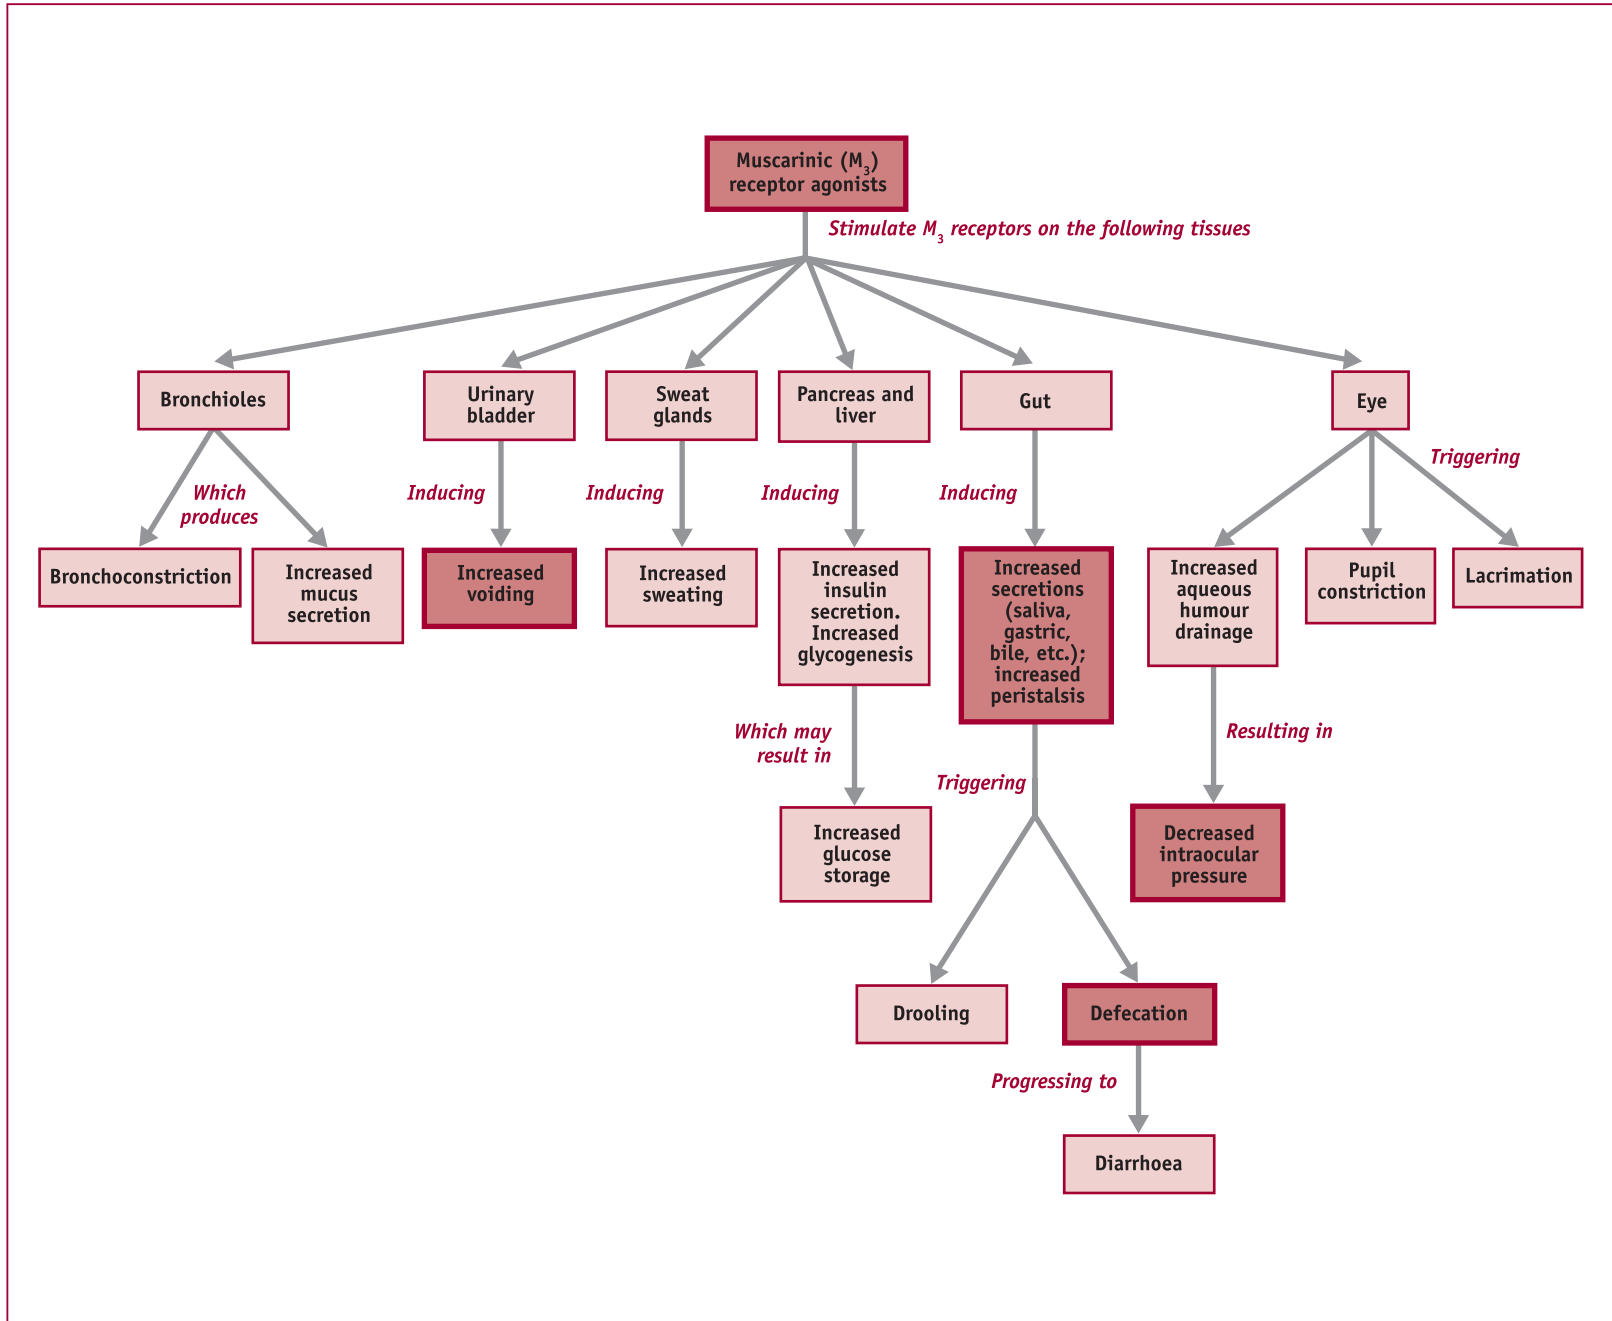 Muscarinic (M3)
receptor agonists
Stimulate M3 receptors on the following tissues
Bronchioles
Urinary
bladder
Sweat
glands
Pancreas and
liver
Gut
Eye
Which
produces
Inducing
Inducing
Inducing
Inducing
Triggering
Bronchoconstriction
Increased
mucus
secretion
Increased
voiding
Increased
sweating
Increased
insulin
secretion.
Increased
glycogenesis
Increased
secretions
(saliva,
gastric,
bile, etc.);
increased
peristalsis
Increased
aqueous
humour
drainage
Pupil
constriction
Lacrimation
Which may
result in
Triggering
Resulting in
Increased
glucose
storage
Decreased
intraocular
pressure
Drooling
Defecation
Progressing to
Diarrhoea